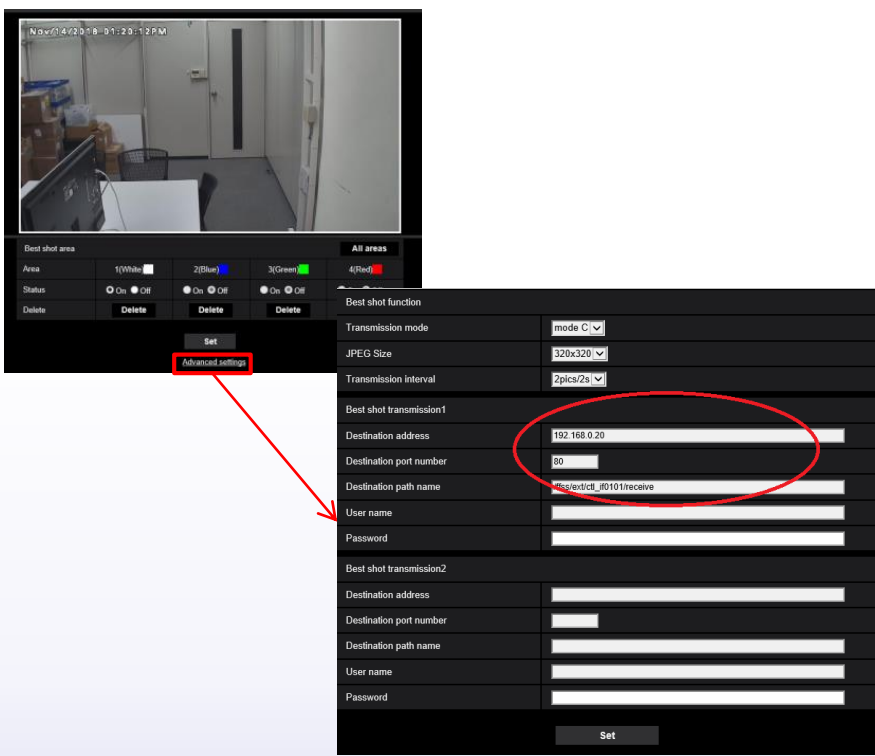 Nov/14/2018 01:20:12PM
Best shot area All areas
Area 1(White) 2(Blue) 3(Green) 4(Red)
Status On Off On Off On Off
Delete Delete Delete Delete
Set
Advanced settings
Best shot function
Transmission mode mode C
JPEG Size 320x320
Transmission interval 2pics/2s
Best shot transmission1
Destination address 192.168.0.20
Destination port number 80
Destination path name /ffss/ext/ctl_if0101/receive
User name
Password
Best shot transmission2
Destination address
Destination port number
Destination path name
User name
Password
Set